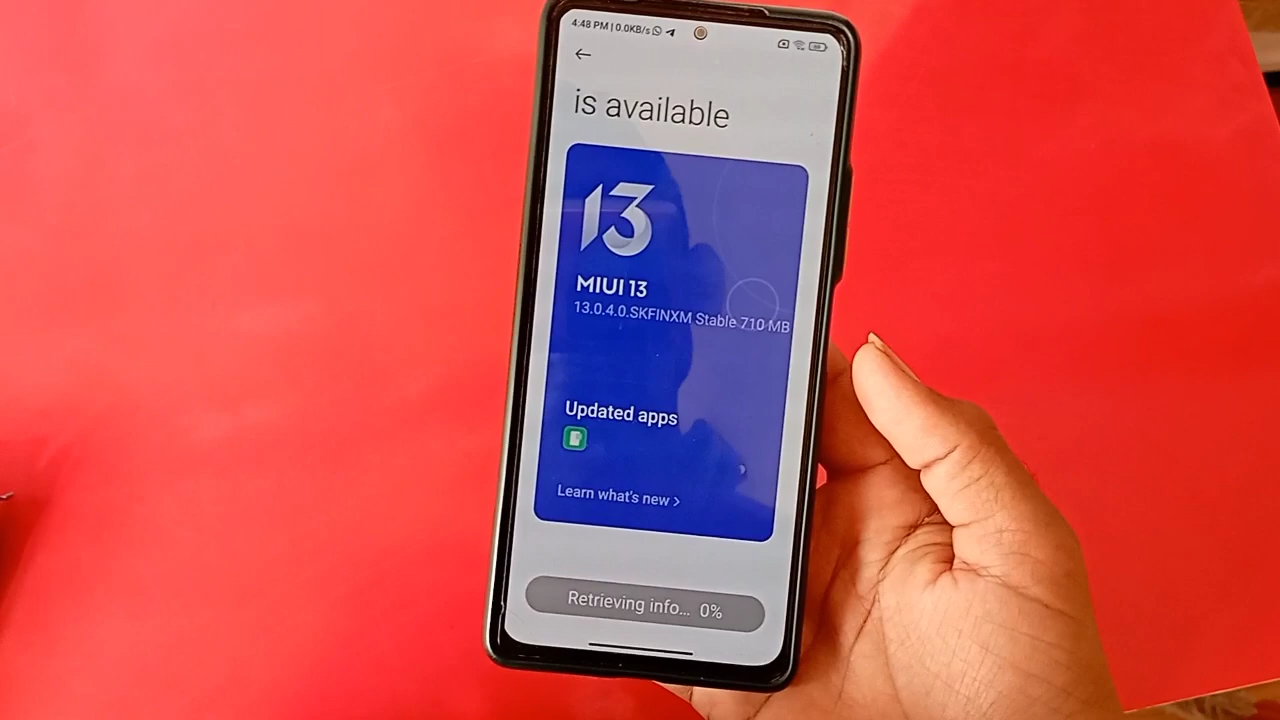 4:48 PM | 0.0KB/s
is available
13
MIUI 13
13.0.4.0.SKFINXM Stable 710 MB
Updated apps
Learn what's new >
Retrieving info... 0%